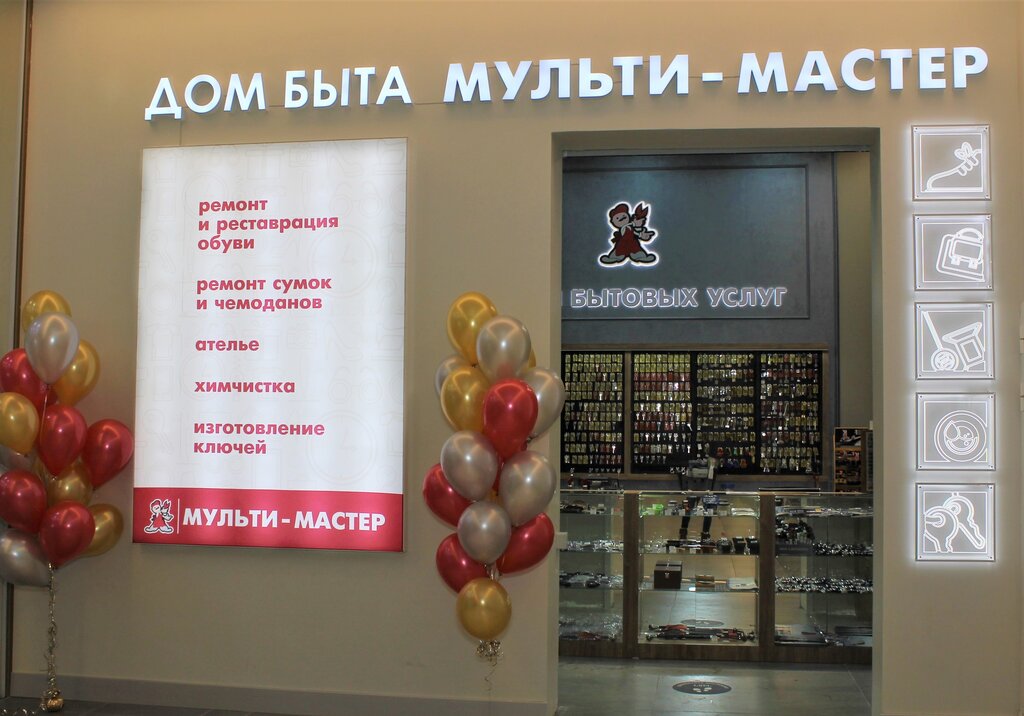 ДОМ БЫТА МУЛЬТИ-МАСТЕР
ремонт
и реставрация
обуви
ремонт сумок
и чемоданов
ателье
химчистка
изготовление
ключей
МУЛЬТИ-МАСТЕР
БЫТОВЫХ УСЛУГ